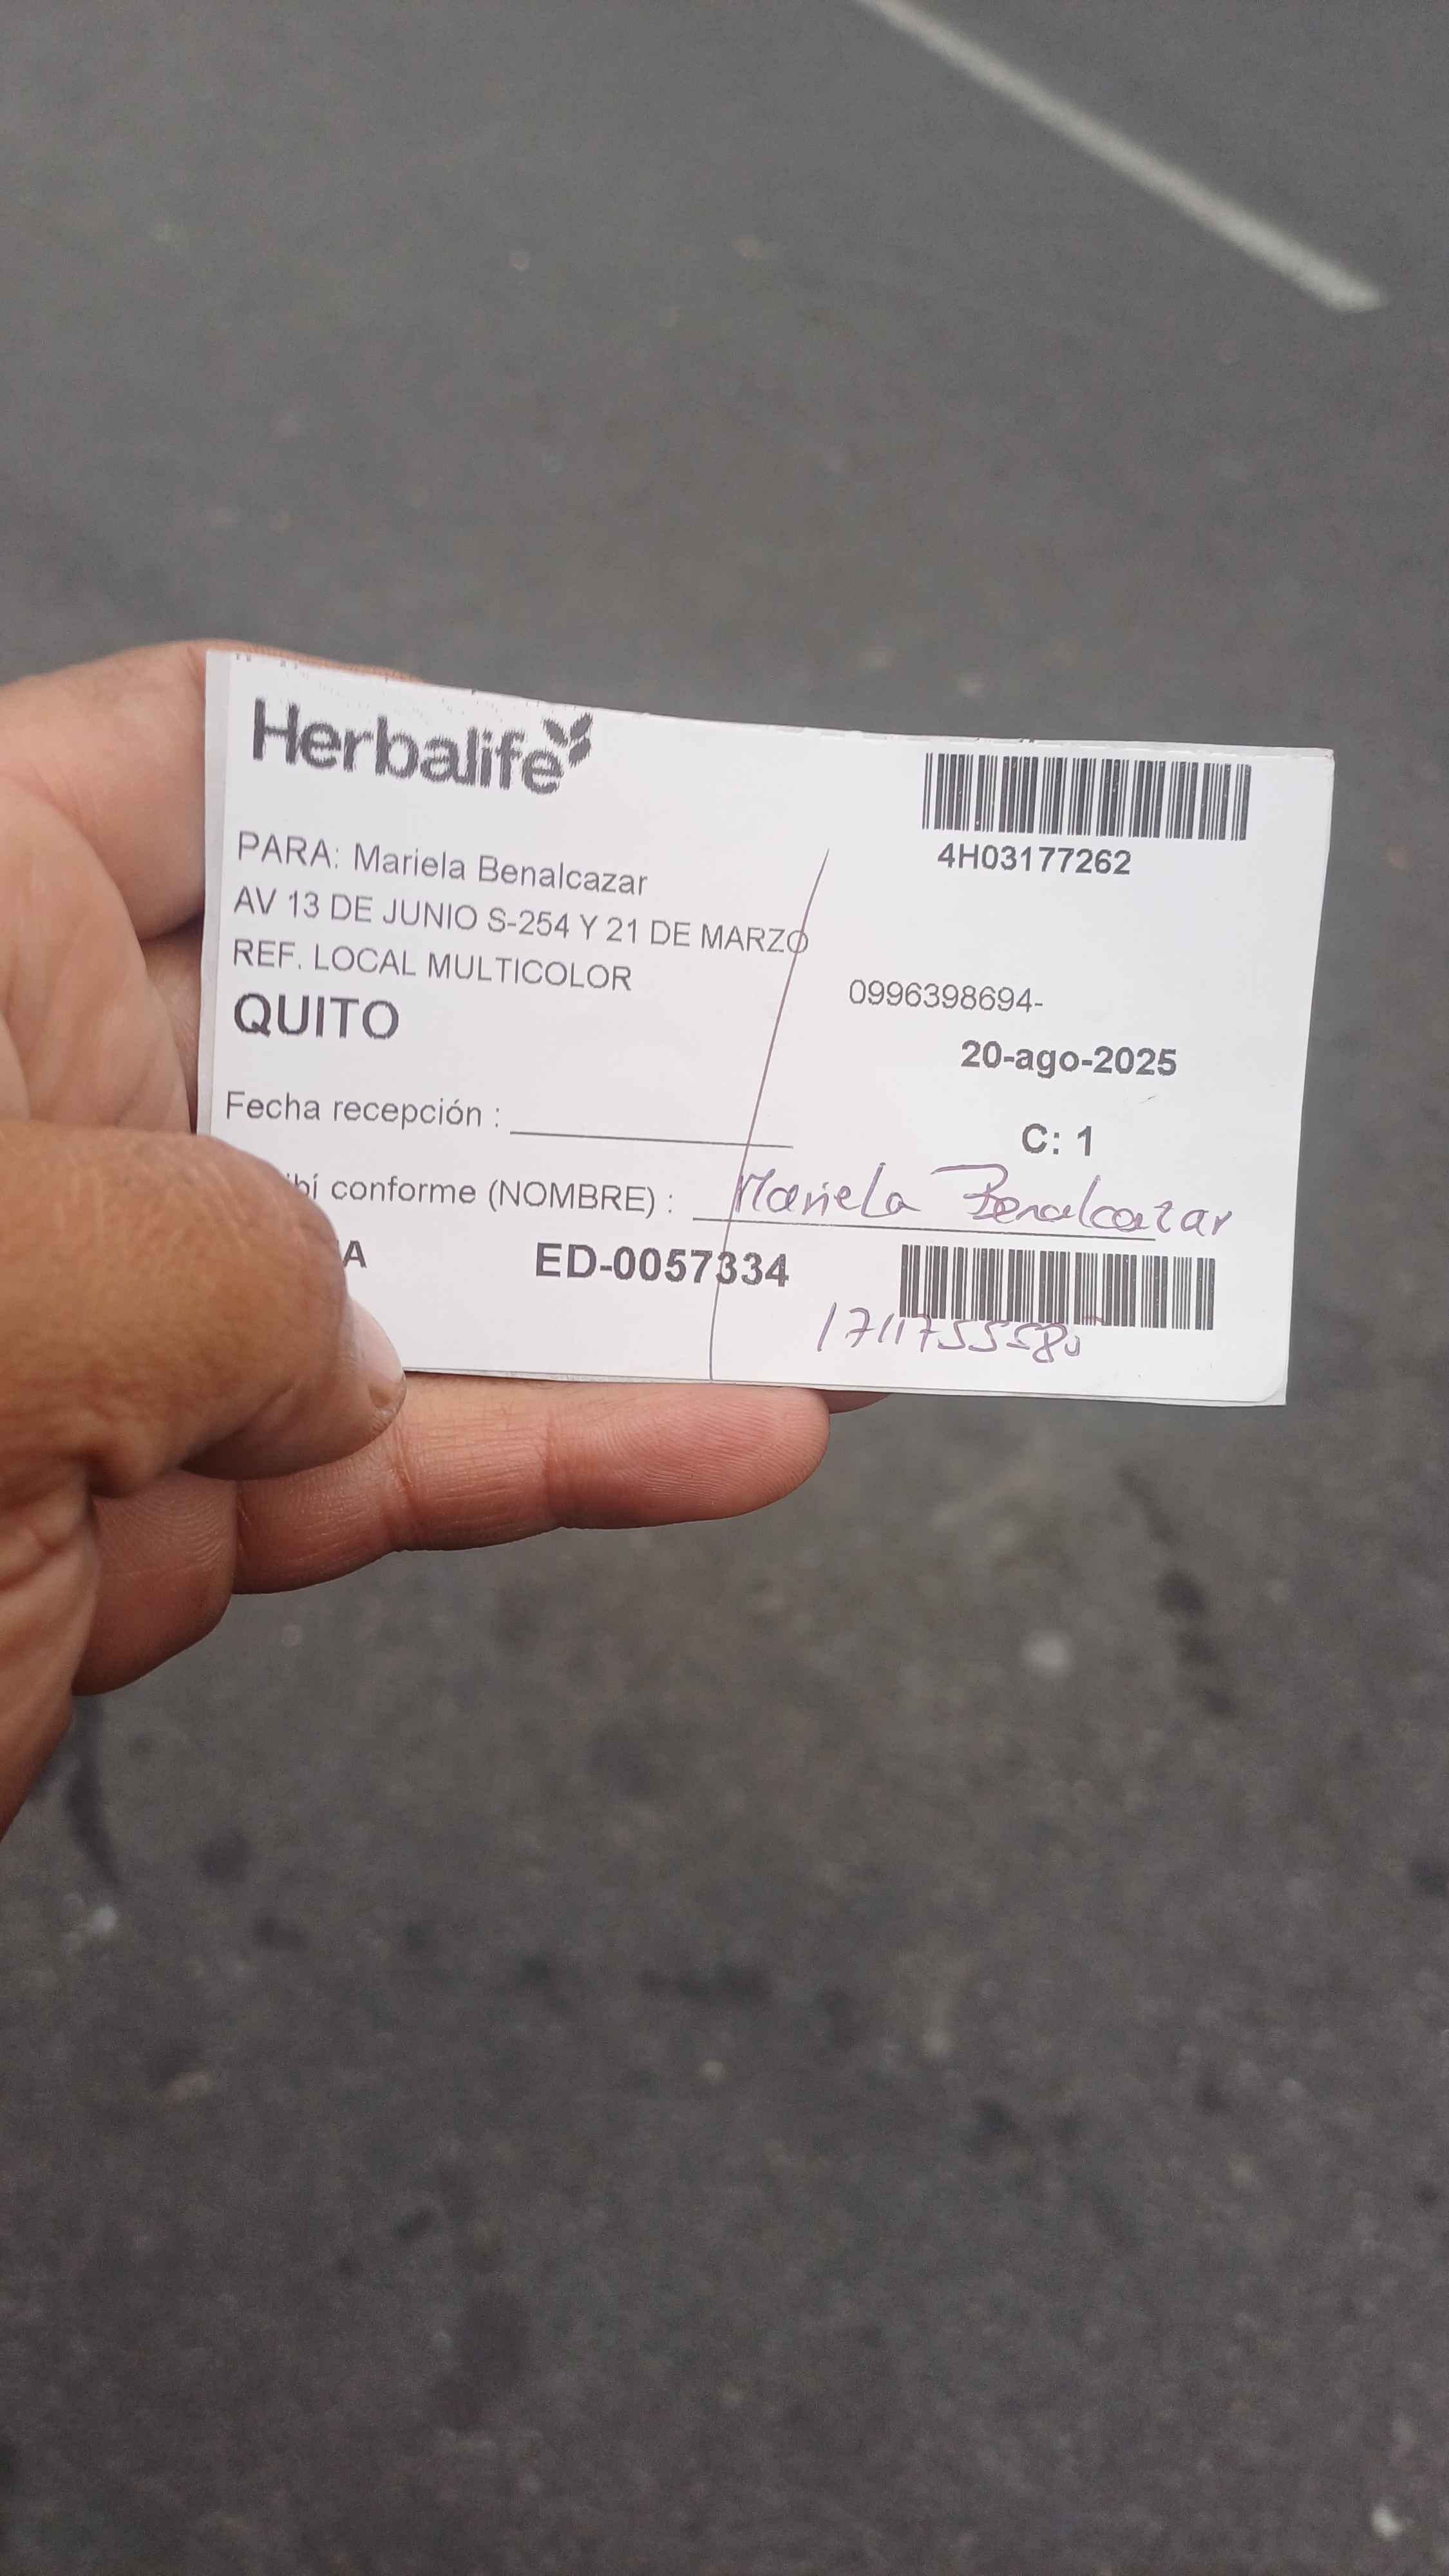 Herbalife
4H03177262
PARA: Mariela Benalcazar
AV 13 DE JUNIO S-254 Y 21 DE MARZO
REF. LOCAL MULTICOLOR
0996398694-
QUITO
20-ago-2025
Fecha recepción :
C: 1
conforme (NOMBRE) : Mariela Benalcazar
A ED-0057334